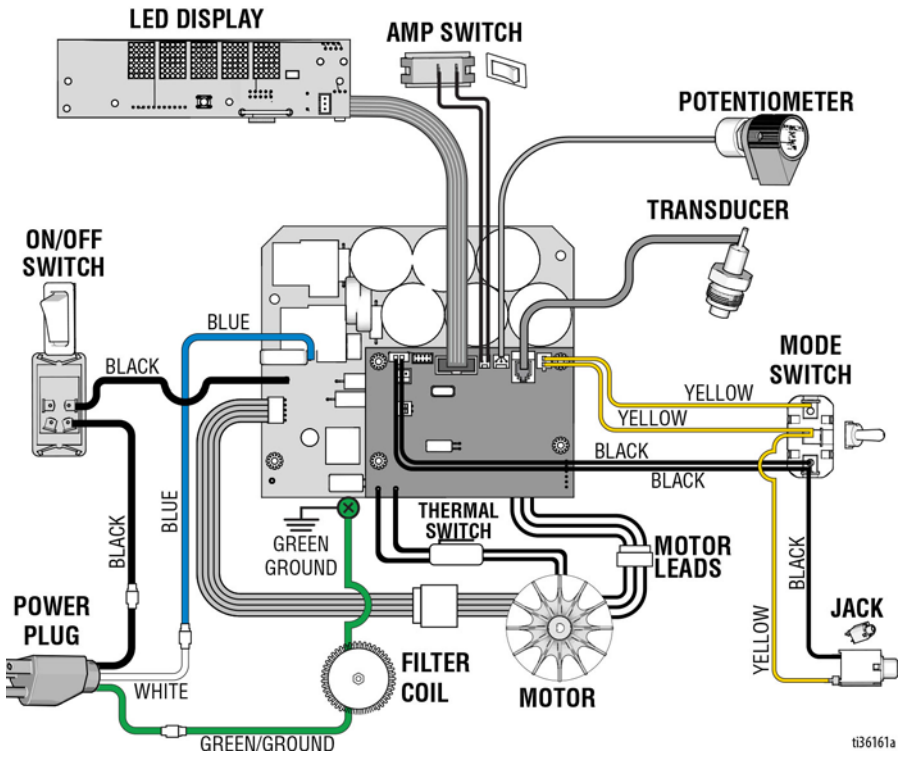 LED DISPLAY
AMP SWITCH
POTENTIOMETER
TRANSDUCER
ON/OFF
SWITCH
BLUE
BLACK
MODE
SWITCH
YELLOW
YELLOW
BLACK
BLACK
THERMAL
SWITCH
GREEN
GROUND
MOTOR
LEADS
BLACK
BLUE
BLACK
YELLOW
POWER
PLUG
JACK
WHITE
FILTER
COIL
MOTOR
GREEN/GROUND
ti36161a